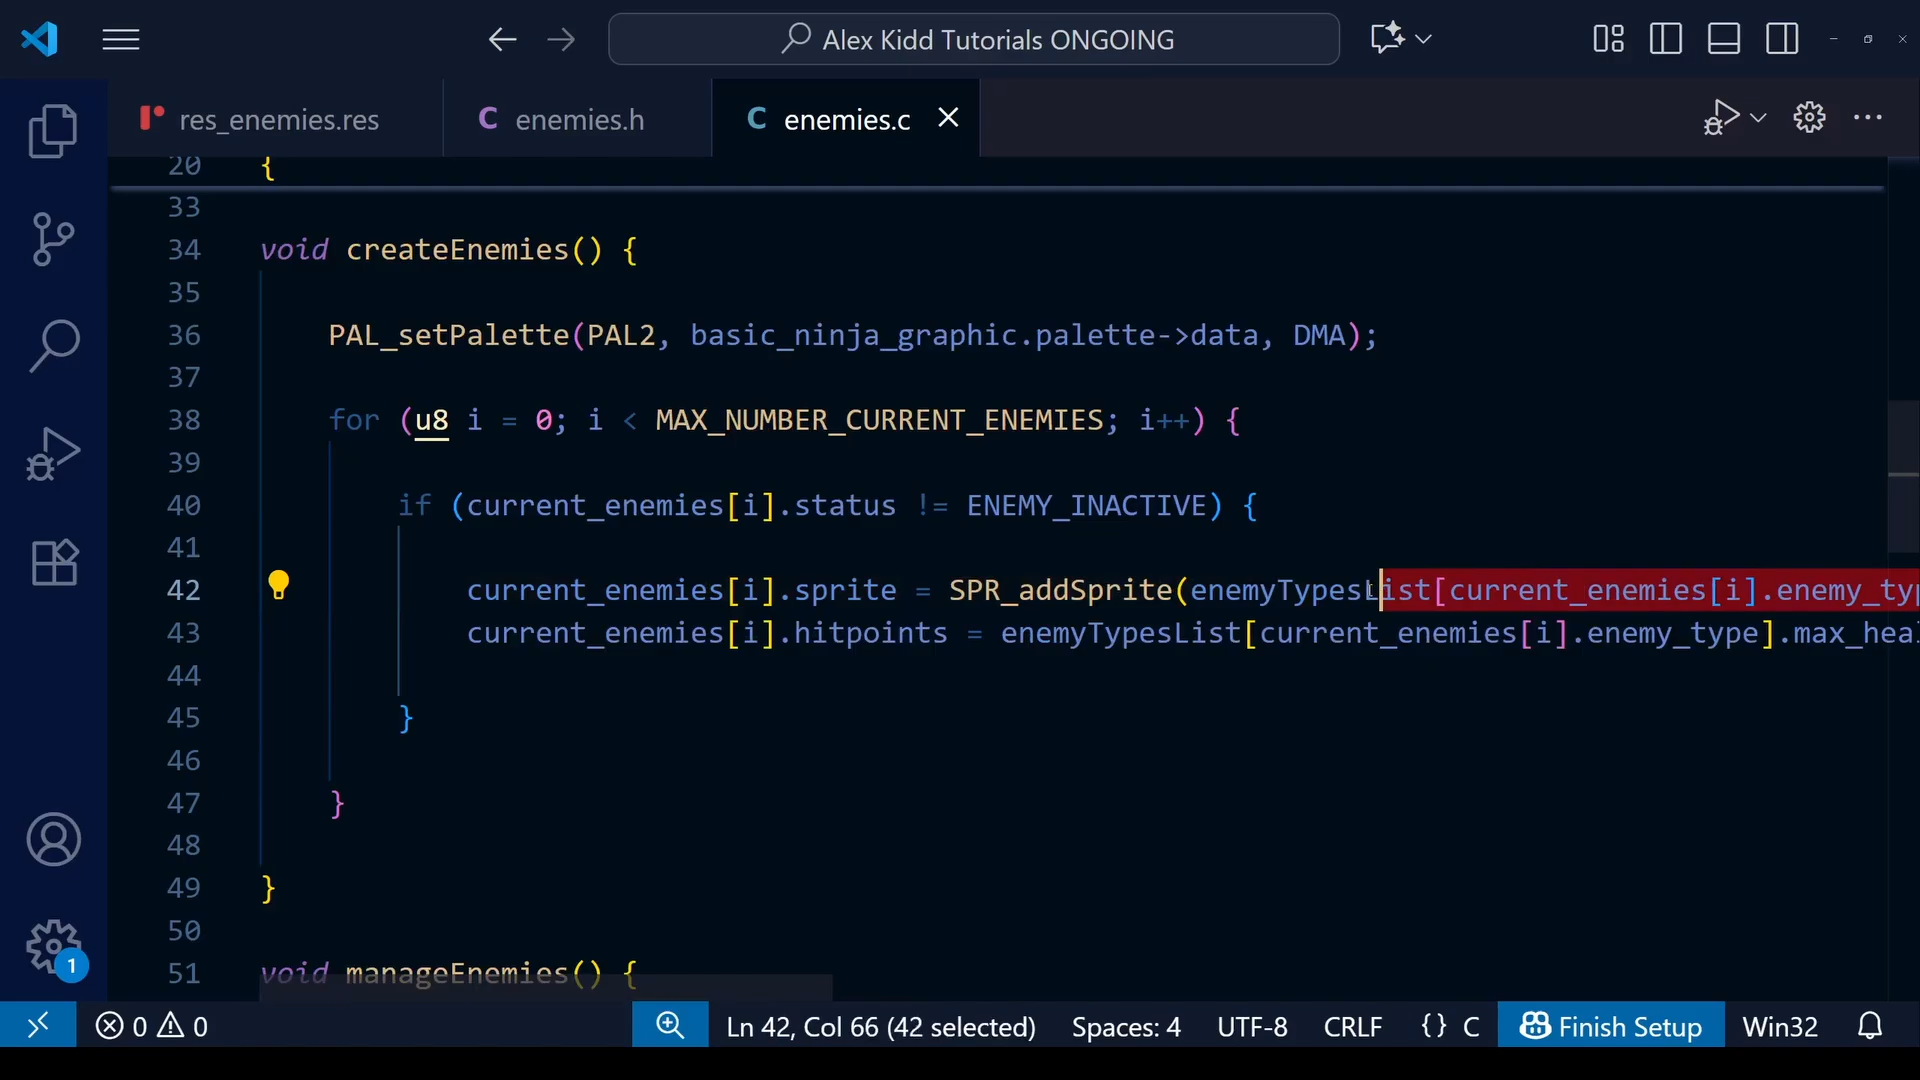 Alex Kidd Tutorials ONGOING
res_enemies.res
C enemies.h
C enemies.c
20 {
33
34 void createEnemies() {
35
36 PAL_setPalette(PAL2, basic_ninja_graphic.palette->data, DMA);
37
38 for (u8 i = 0; i < MAX_NUMBER_CURRENT_ENEMIES; i++) {
39
40 if (current_enemies[i].status != ENEMY_INACTIVE) {
41
42 current_enemies[i].sprite = SPR_addSprite(enemyTypesList[current_enemies[i].enemy_typ
43 current_enemies[i].hitpoints = enemyTypesList[current_enemies[i].enemy_type].max_heal
44
45 }
46
47 }
48
49 }
50
51 void manageEnemies() {
1
0 0
Ln 42, Col 66 (42 selected)
Spaces: 4
UTF-8
CRLF
{} C
Finish Setup
Win32